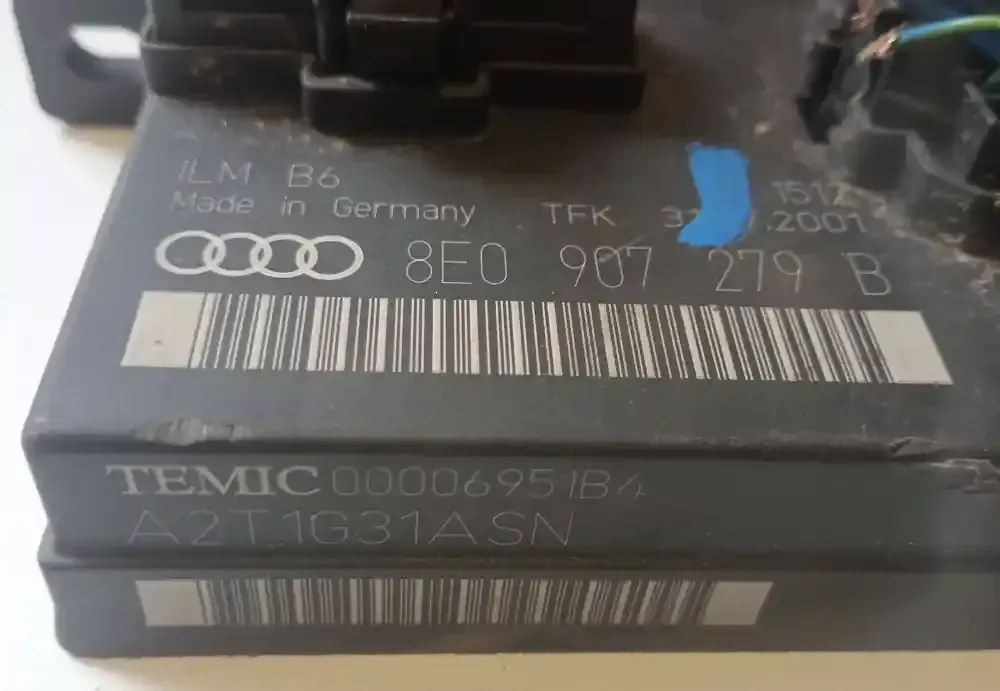 ILM B6
1512
Made in Germany TFK .2001
8E0 907 279 B
TEMIC 00006951B4
A2T1G31ASN